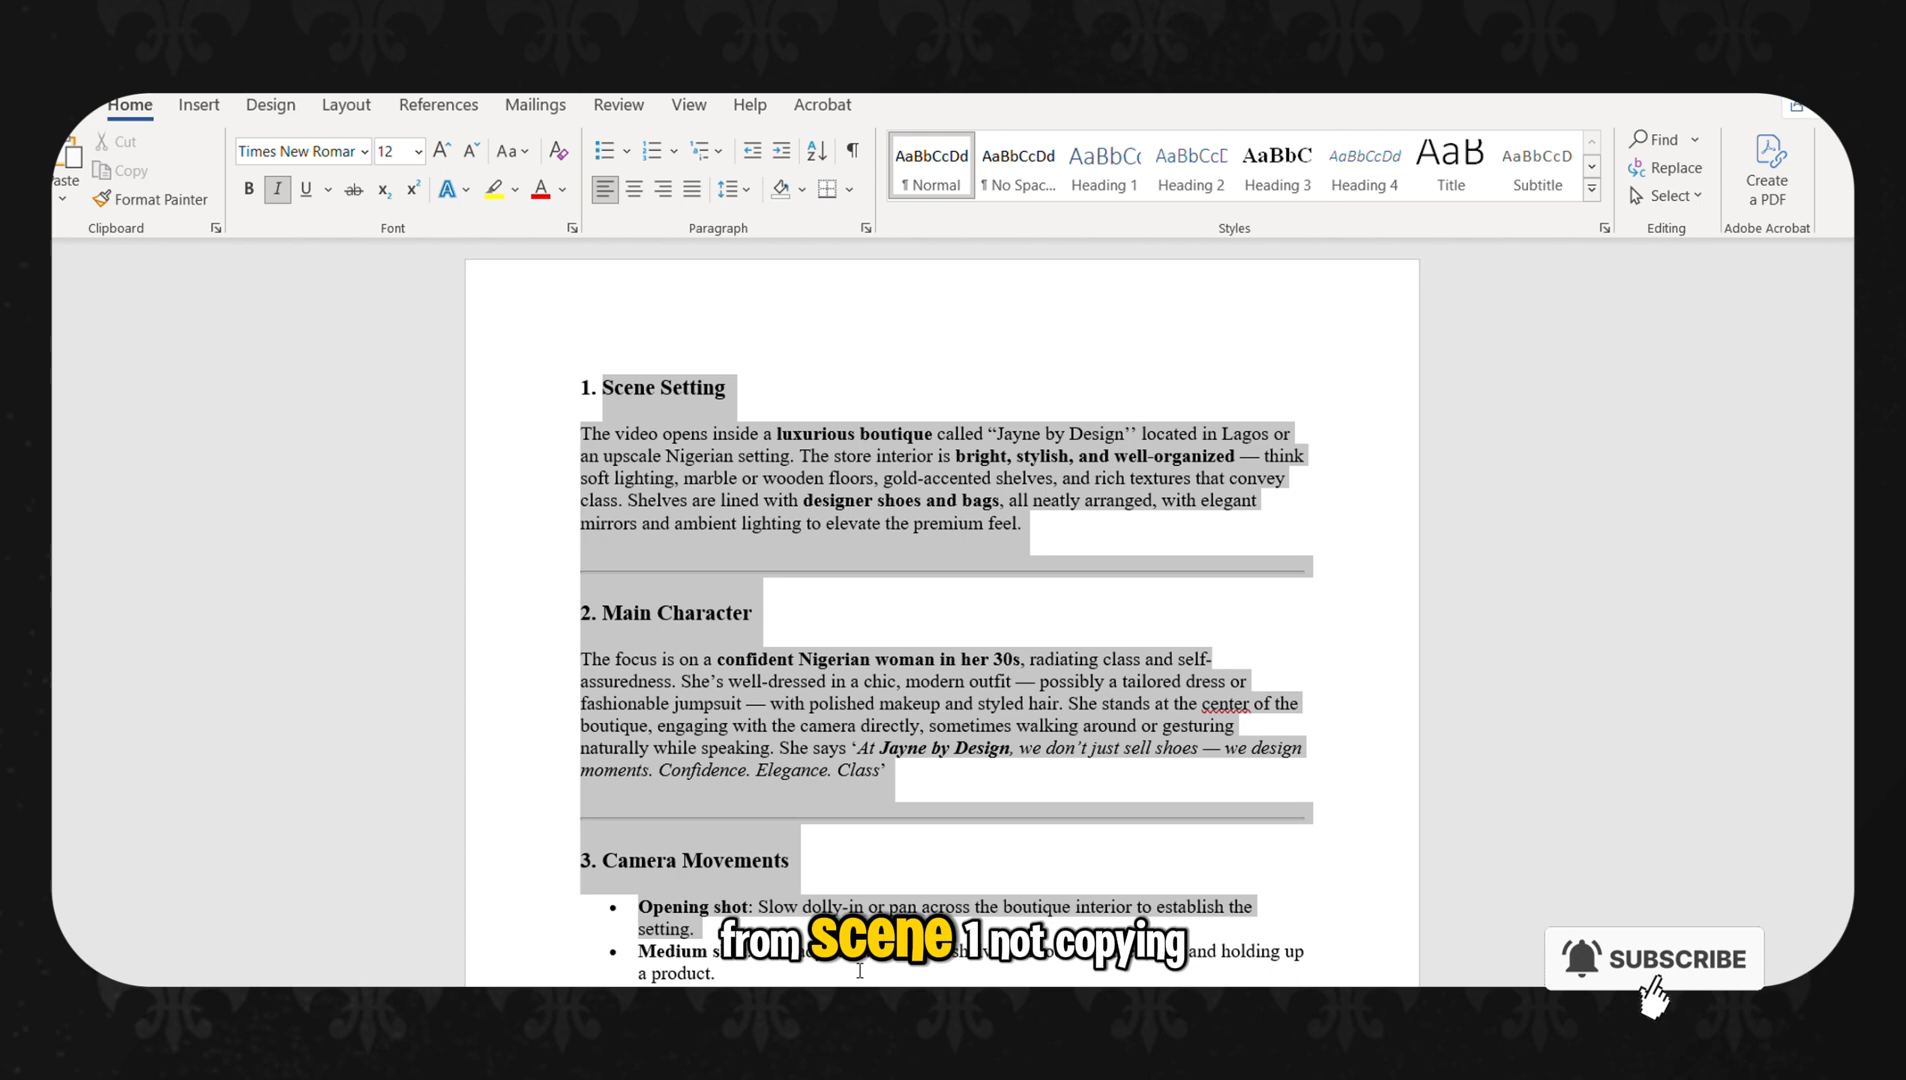 Home Insert Design Layout References Mailings Review View Help Acrobat
Cut
Copy
Format Painter
Clipboard
Times New Romar 12
Aa
B I U ab x₂ x² A A
Font
Paragraph
AaBbCcDd AaBbCcDd AaBbC AaBbCcD AaBbC AaBbCcDd AaB AaBbCcD
¶ Normal ¶ No Spac... Heading 1 Heading 2 Heading 3 Heading 4 Title Subtitle
Styles
Find
Replace
Select
Editing
Create
a PDF
Adobe Acrobat
1. Scene Setting
The video opens inside a luxurious boutique called “Jayne by Design’’ located in Lagos or
an upscale Nigerian setting. The store interior is bright, stylish, and well-organized — think
soft lighting, marble or wooden floors, gold-accented shelves, and rich textures that convey
class. Shelves are lined with designer shoes and bags, all neatly arranged, with elegant
mirrors and ambient lighting to elevate the premium feel.
2. Main Character
The focus is on a confident Nigerian woman in her 30s, radiating class and self-
assuredness. She’s well-dressed in a chic, modern outfit — possibly a tailored dress or
fashionable jumpsuit — with polished makeup and styled hair. She stands at the center of the
boutique, engaging with the camera directly, sometimes walking around or gesturing
naturally while speaking. She says ‘At Jayne by Design, we don’t just sell shoes — we design
moments. Confidence. Elegance. Class’
3. Camera Movements
• Opening shot: Slow dolly-in or pan across the boutique interior to establish the
setting.
• Medium and holding up
a product.
from scene 1 not copying
SUBSCRIBE